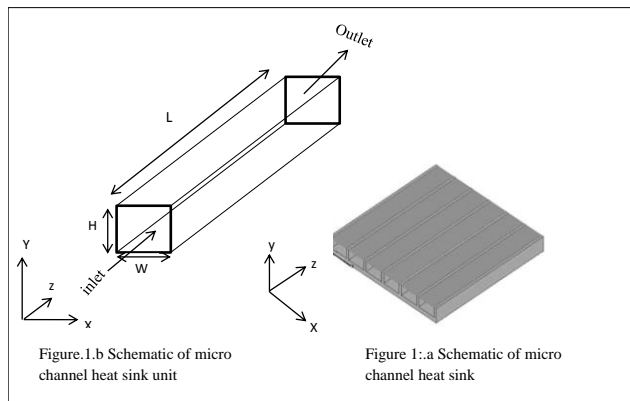 Outlet
L
H
W
inlet
Y
z
X
y
z
X
Figure.1.b Schematic of micro
channel heat sink unit
Figure 1:.a Schematic of micro
channel heat sink